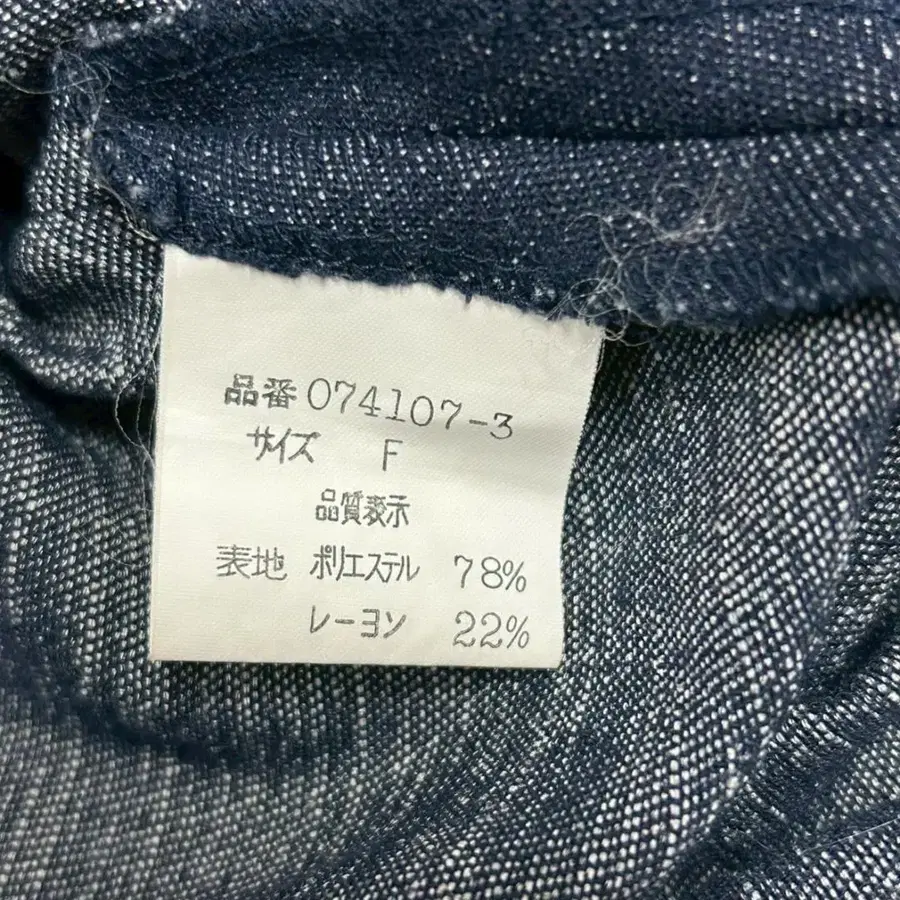 品番 074107-3
サイズ F
品質表示
表地 ポリエステル 78%
レーヨン 22%